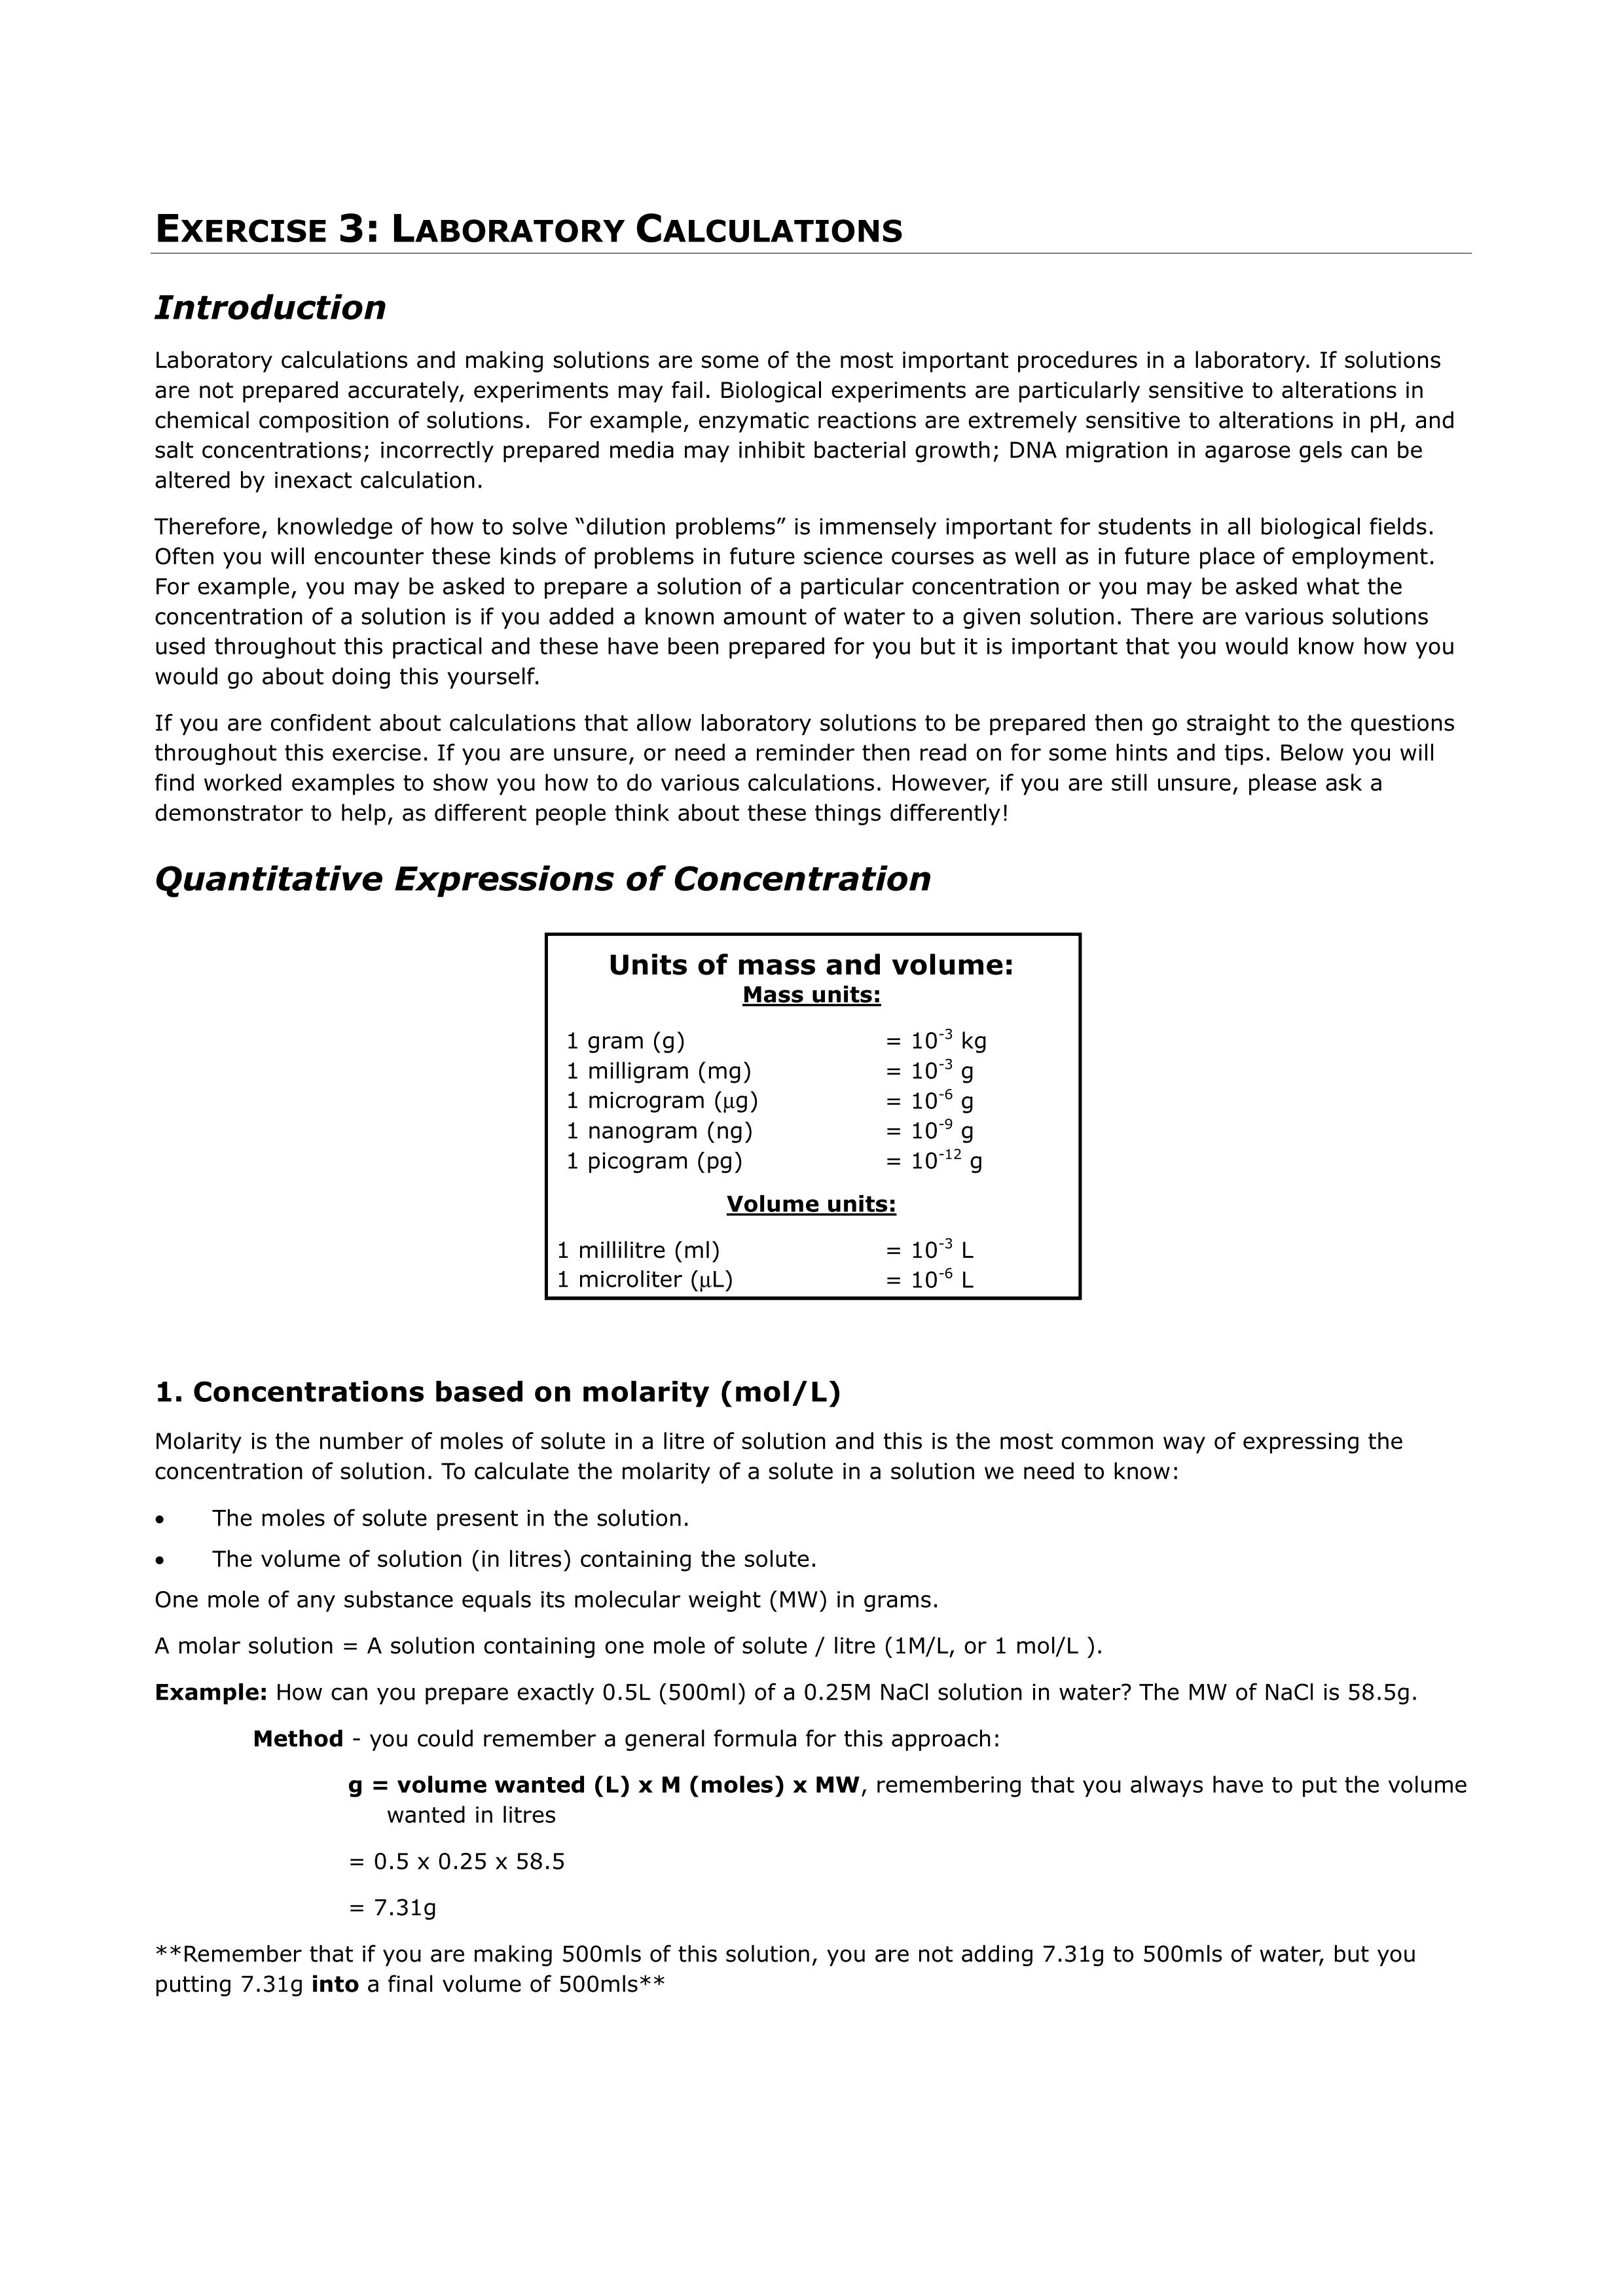 EXERCISE 3: LABORATORY CALCULATIONS
Introduction
Laboratory calculations and making solutions are some of the most important procedures in a laboratory. If solutions
are not prepared accurately, experiments may fail. Biological experiments are particularly sensitive to alterations in
chemical composition of solutions.  For example, enzymatic reactions are extremely sensitive to alterations in pH, and
salt concentrations; incorrectly prepared media may inhibit bacterial growth; DNA migration in agarose gels can be
altered by inexact calculation.
Therefore, knowledge of how to solve “dilution problems” is immensely important for students in all biological fields.
Often you will encounter these kinds of problems in future science courses as well as in future place of employment.
For example, you may be asked to prepare a solution of a particular concentration or you may be asked what the
concentration of a solution is if you added a known amount of water to a given solution. There are various solutions
used throughout this practical and these have been prepared for you but it is important that you would know how you
would go about doing this yourself.
If you are confident about calculations that allow laboratory solutions to be prepared then go straight to the questions
throughout this exercise. If you are unsure, or need a reminder then read on for some hints and tips. Below you will
find worked examples to show you how to do various calculations. However, if you are still unsure, please ask a
demonstrator to help, as different people think about these things differently!
Quantitative Expressions of Concentration
Units of mass and volume:
Mass units:
1 gram (g) = 10⁻³ kg
1 milligram (mg) = 10⁻³ g
1 microgram (µg) = 10⁻⁶ g
1 nanogram (ng) = 10⁻⁹ g
1 picogram (pg) = 10⁻¹² g
Volume units:
1 millilitre (ml) = 10⁻³ L
1 microliter (µL) = 10⁻⁶ L
1. Concentrations based on molarity (mol/L)
Molarity is the number of moles of solute in a litre of solution and this is the most common way of expressing the
concentration of solution. To calculate the molarity of a solute in a solution we need to know:
• The moles of solute present in the solution.
• The volume of solution (in litres) containing the solute.
One mole of any substance equals its molecular weight (MW) in grams.
A molar solution = A solution containing one mole of solute / litre (1M/L, or 1 mol/L ).
Example: How can you prepare exactly 0.5L (500ml) of a 0.25M NaCl solution in water? The MW of NaCl is 58.5g.
Method - you could remember a general formula for this approach:
g = volume wanted (L) x M (moles) x MW, remembering that you always have to put the volume
wanted in litres
= 0.5 x 0.25 x 58.5
= 7.31g
**Remember that if you are making 500mls of this solution, you are not adding 7.31g to 500mls of water, but you
putting 7.31g into a final volume of 500mls**